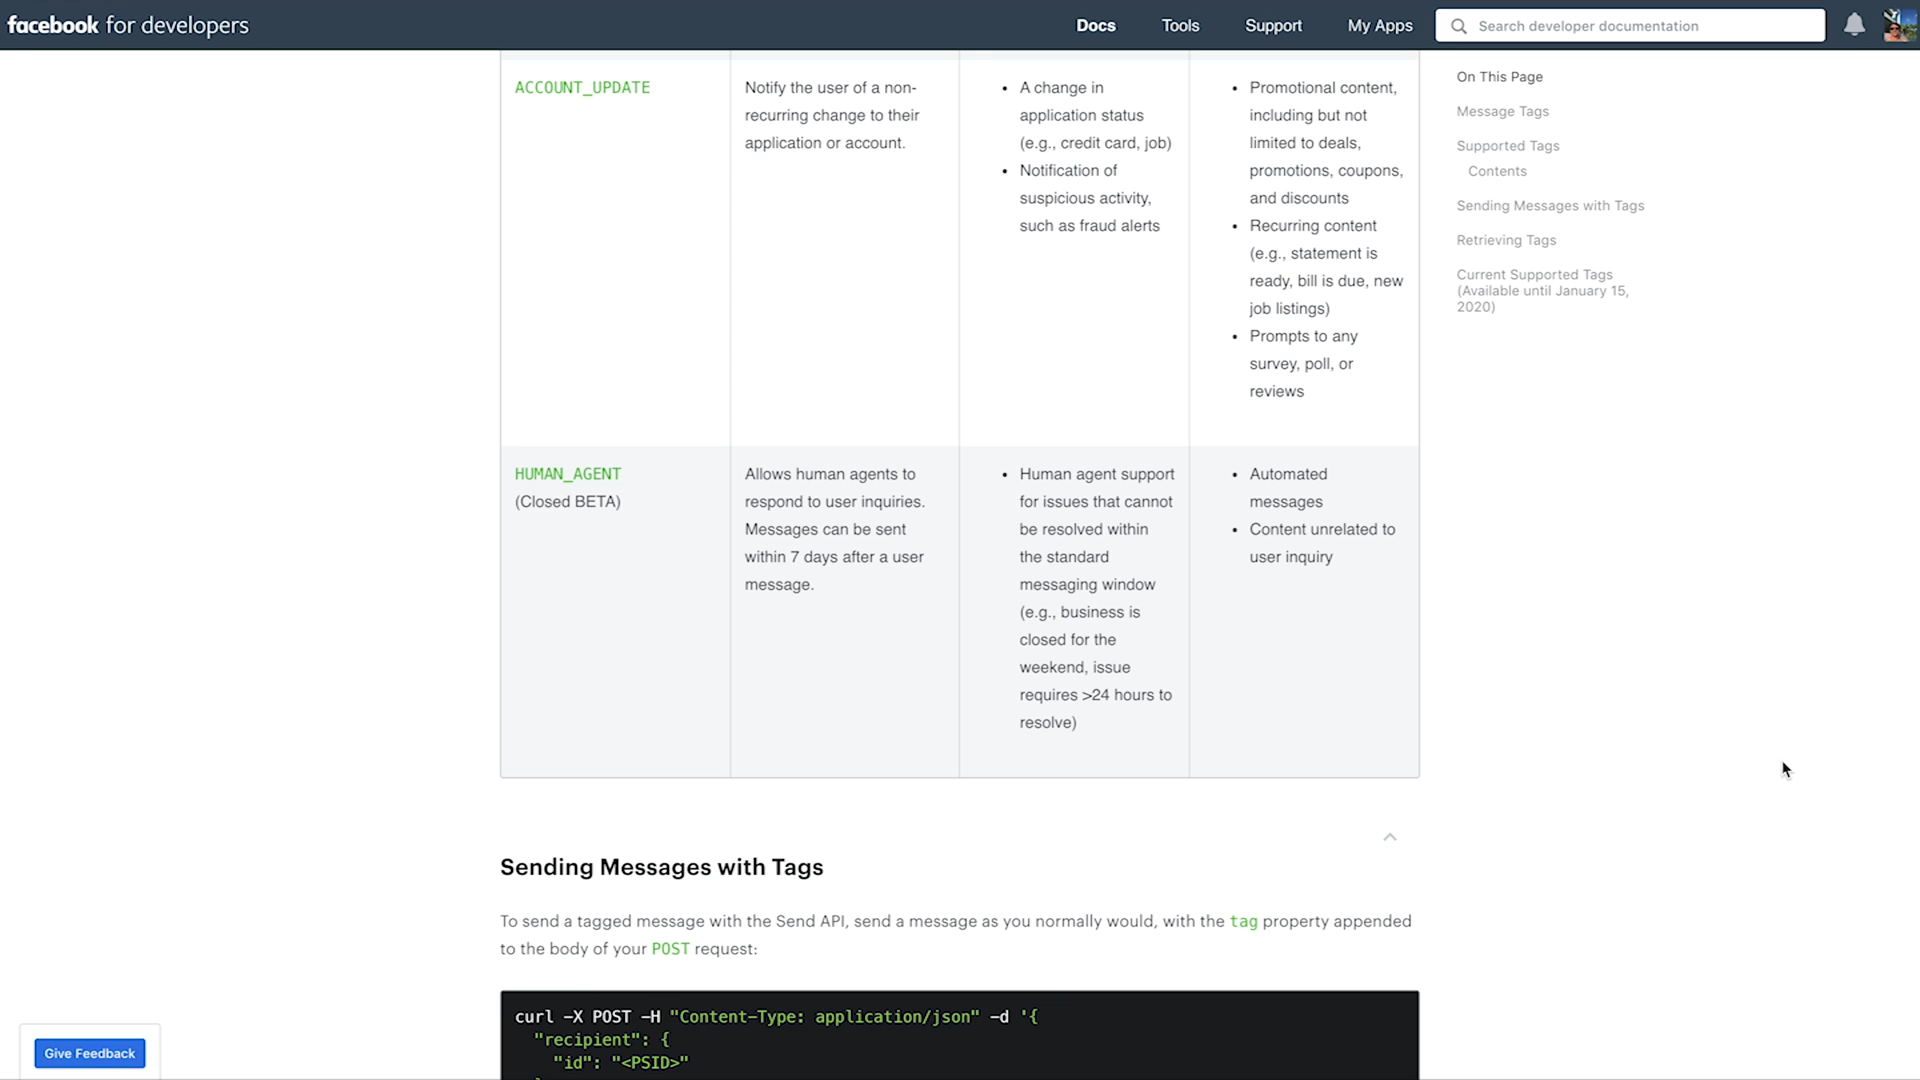 facebook for developers
Docs
Tools
Support
My Apps
Search developer documentation
ACCOUNT_UPDATE
Notify the user of a non-
recurring change to their
application or account.
• A change in
application status
(e.g., credit card, job)
• Notification of
suspicious activity,
such as fraud alerts
• Promotional content,
including but not
limited to deals,
promotions, coupons,
and discounts
• Recurring content
(e.g., statement is
ready, bill is due, new
job listings)
• Prompts to any
survey, poll, or
reviews
HUMAN_AGENT
(Closed BETA)
Allows human agents to
respond to user inquiries.
Messages can be sent
within 7 days after a user
message.
• Human agent support
for issues that cannot
be resolved within
the standard
messaging window
(e.g., business is
closed for the
weekend, issue
requires >24 hours to
resolve)
• Automated
messages
• Content unrelated to
user inquiry
On This Page
Message Tags
Supported Tags
Contents
Sending Messages with Tags
Retrieving Tags
Current Supported Tags
(Available until January 15,
2020)
Sending Messages with Tags
To send a tagged message with the Send API, send a message as you normally would, with the tag property appended
to the body of your POST request:
curl -X POST -H "Content-Type: application/json" -d '{
"recipient": {
"id": "<PSID>"
Give Feedback